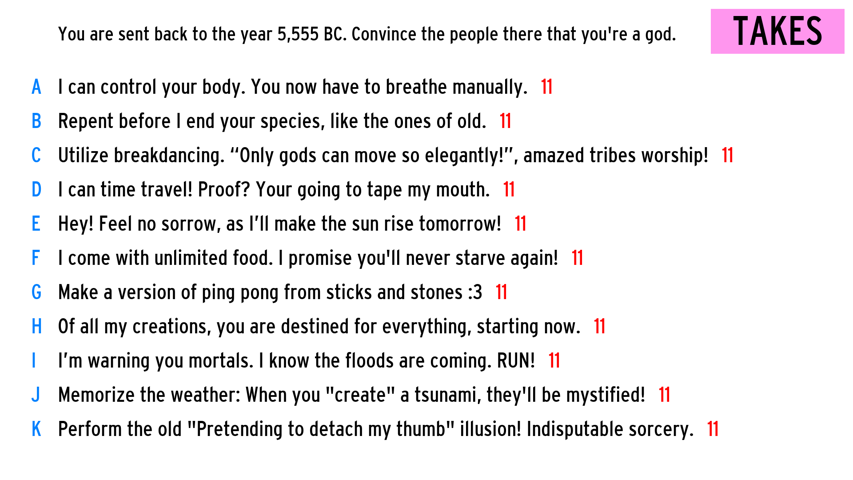 You are sent back to the year 5,555 BC. Convince the people there that you're a god.
TAKES
A I can control your body. You now have to breathe manually. 11
B Repent before I end your species, like the ones of old. 11
C Utilize breakdancing. “Only gods can move so elegantly!”, amazed tribes worship! 11
D I can time travel! Proof? Your going to tape my mouth. 11
E Hey! Feel no sorrow, as I’ll make the sun rise tomorrow! 11
F I come with unlimited food. I promise you'll never starve again! 11
G Make a version of ping pong from sticks and stones :3 11
H Of all my creations, you are destined for everything, starting now. 11
I I’m warning you mortals. I know the floods are coming. RUN! 11
J Memorize the weather: When you "create" a tsunami, they'll be mystified! 11
K Perform the old "Pretending to detach my thumb" illusion! Indisputable sorcery. 11